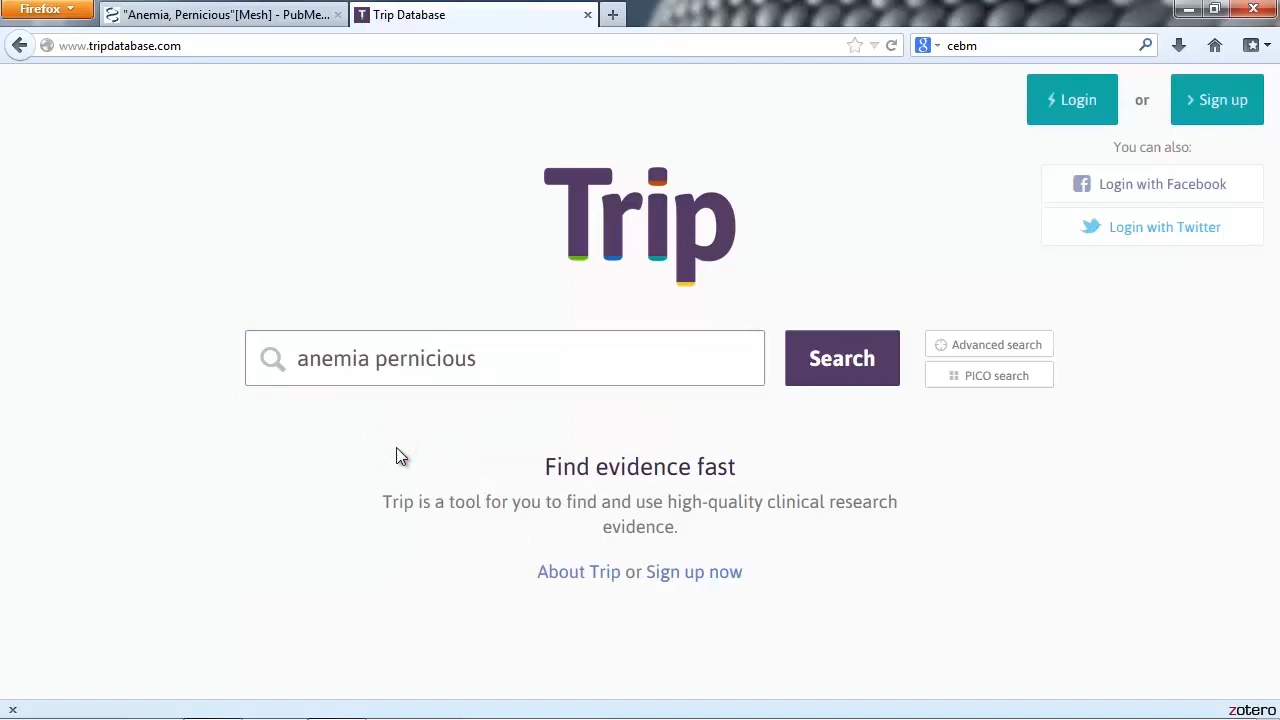 Firefox
"Anemia, Pernicious"[Mesh] - PubMe...
Trip Database
www.tripdatabase.com
cebm
Login or Sign up
You can also:
Login with Facebook
Login with Twitter
Trip
anemia pernicious
Search
Advanced search
PICO search
Find evidence fast
Trip is a tool for you to find and use high-quality clinical research
evidence.
About Trip or Sign up now
zotero